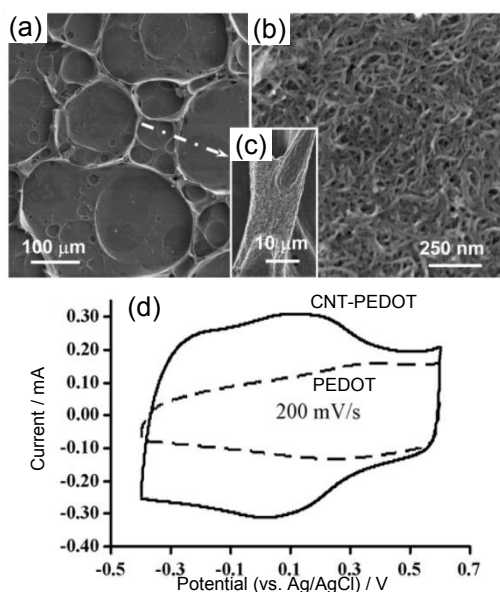 (a)
(b)
(c)
100 μm
10 μm
250 nm
(d)
CNT-PEDOT
PEDOT
200 mV/s
Current / mA
0.30
0.20
0.10
0.00
-0.10
-0.20
-0.30
-0.40
-0.5 -0.3 -0.1 0.1 0.3 0.5 0.7
Potential (vs. Ag/AgCl) / V